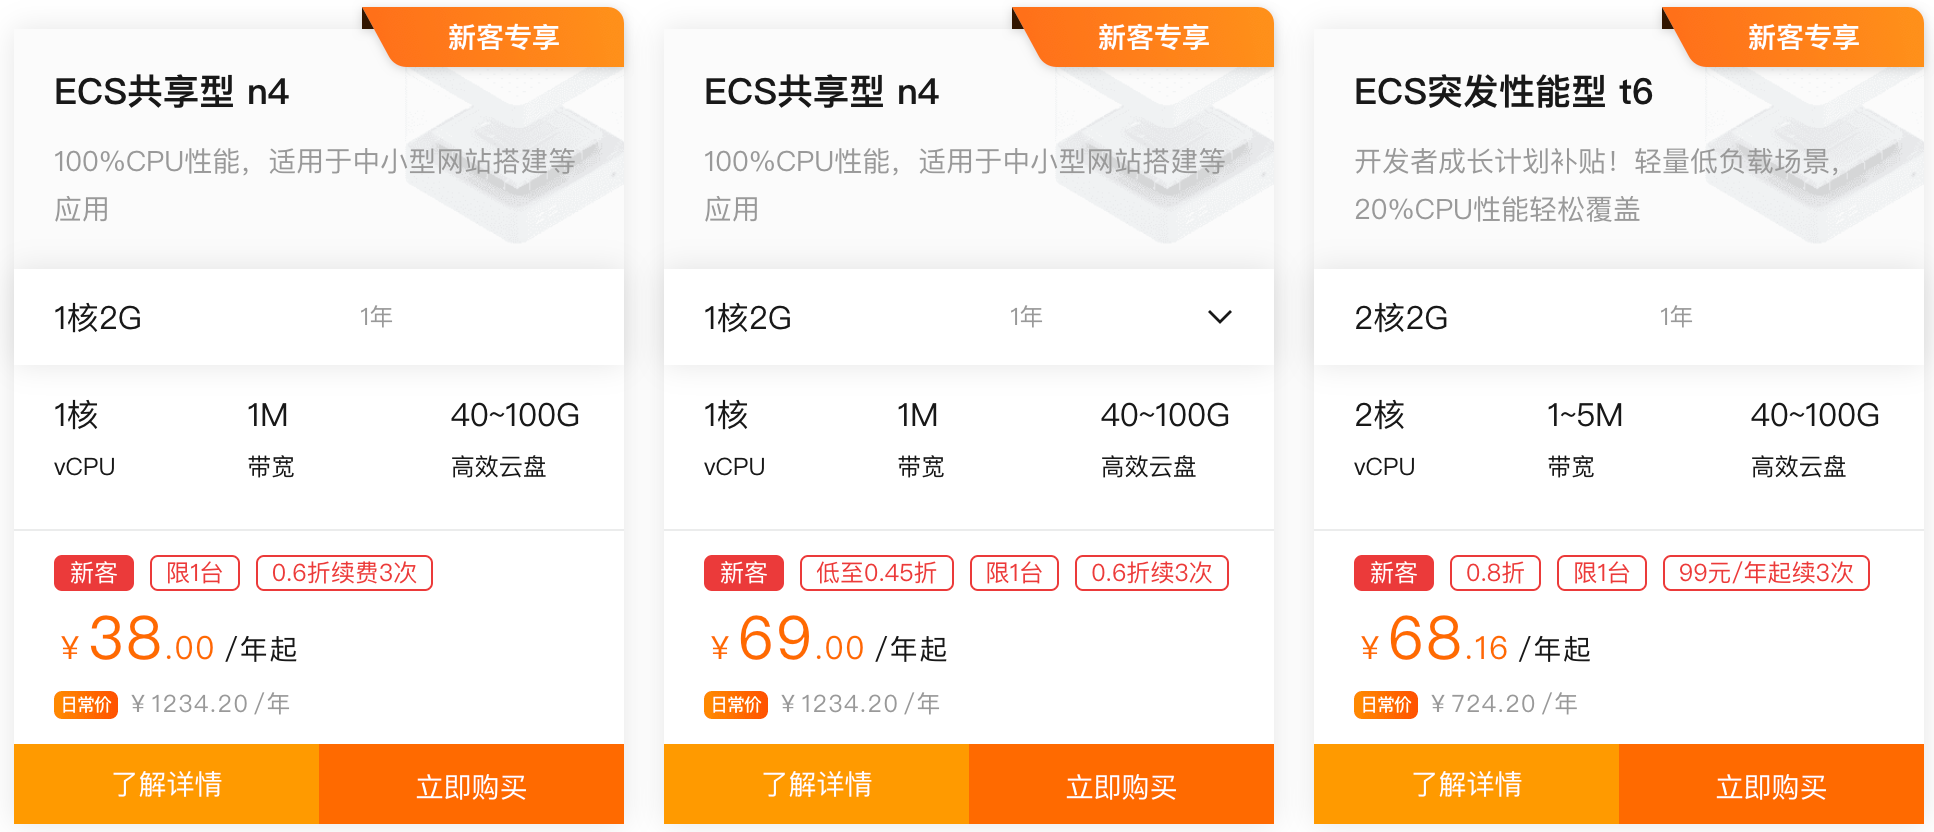 新客专享
ECS共享型 n4
100%CPU性能，适用于中小型网站搭建等
应用
1核2G 1年
1核 1M 40~100G
vCPU 带宽 高效云盘
新客 限1台 0.6折续费3次
¥38.00 /年起
日常价 ¥1234.20/年
了解详情 立即购买
新客专享
ECS共享型 n4
100%CPU性能，适用于中小型网站搭建等
应用
1核2G 1年
1核 1M 40~100G
vCPU 带宽 高效云盘
新客 低至0.45折 限1台 0.6折续3次
¥69.00 /年起
日常价 ¥1234.20/年
了解详情 立即购买
新客专享
ECS突发性能型 t6
开发者成长计划补贴！轻量低负载场景，
20%CPU性能轻松覆盖
2核2G 1年
2核 1~5M 40~100G
vCPU 带宽 高效云盘
新客 0.8折 限1台 99元/年起续3次
¥68.16 /年起
日常价 ¥724.20/年
了解详情 立即购买